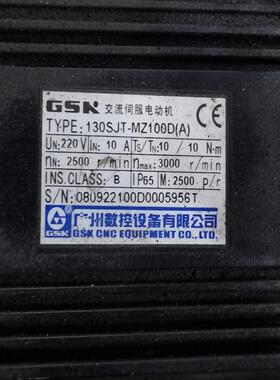 GSK 交流伺服电动机 CE
TYPE: 130SJT-MZ100D(A)
UN: 220 V IN: 10 A TS/TN: 10 / 10 N·m
nN: 2500 r/min nmax: 3000 r/min
INS.CLASS: B IP65 M: 2500 p/r
S/N: 080922100D0005956T
GSK 广州数控设备有限公司
GSK CNC EQUIPMENT CO., LTD.